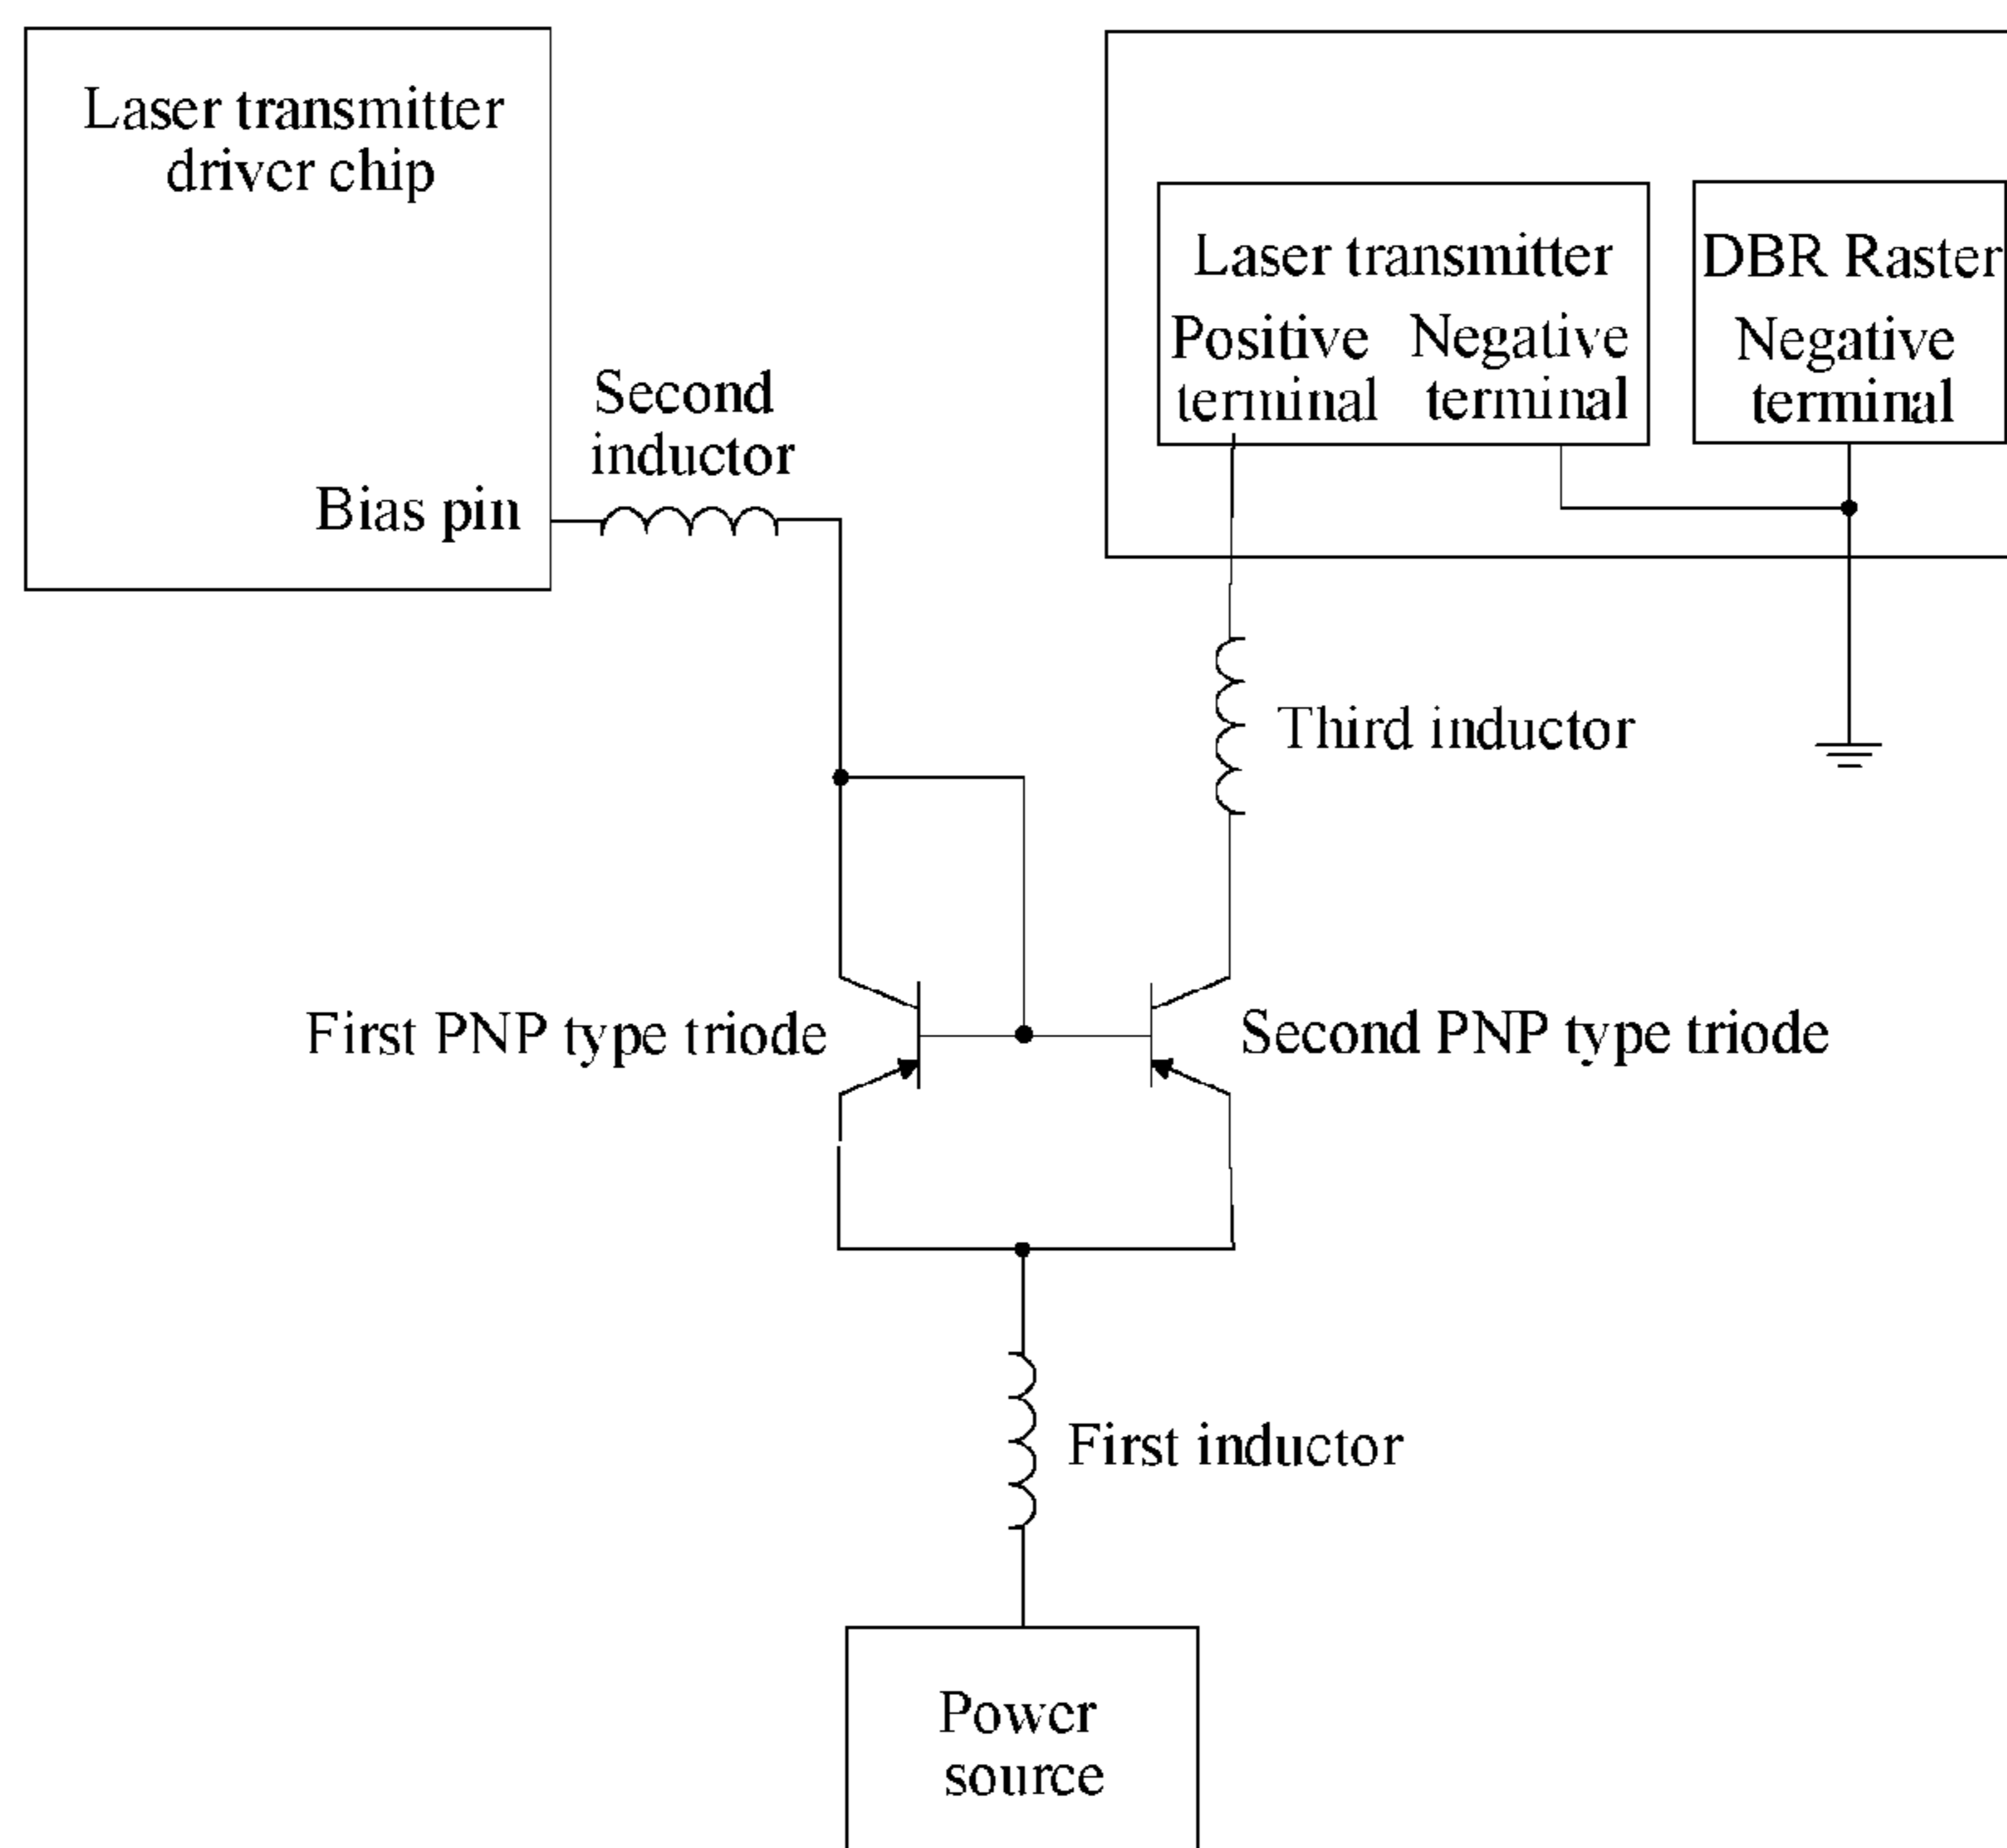 Laser transmitter
driver chip
Laser transmitter
DBR Raster
Positive
Negative
Negative
terminal
terminal
terminal
Second
inductor
Bias pin
Third inductor
First PNP type triode
Second PNP type triode
First inductor
Power
source